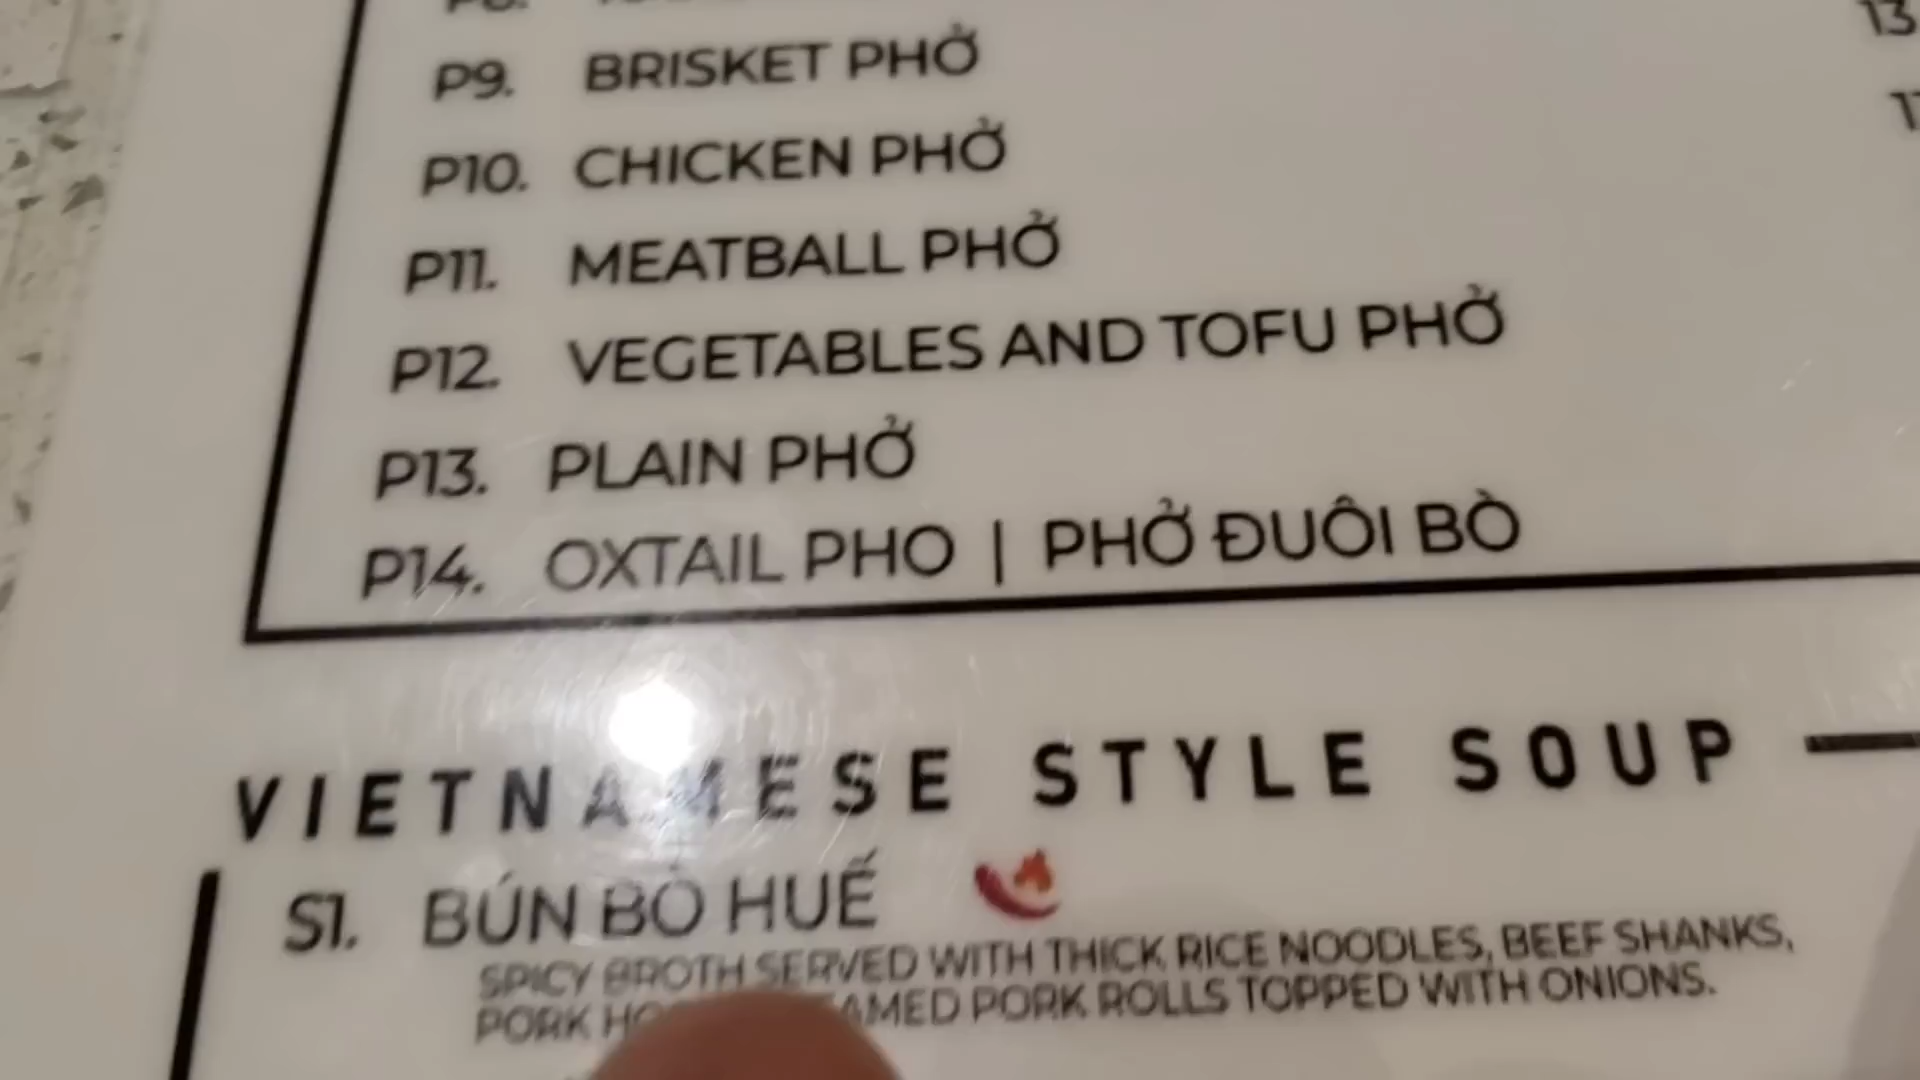 P9. BRISKET PHỞ
P10. CHICKEN PHỞ
P11. MEATBALL PHỞ
P12. VEGETABLES AND TOFU PHỞ
P13. PLAIN PHỞ
P14. OXTAIL PHO | PHỞ ĐUÔI BÒ
VIETNAMESE STYLE SOUP
S1. BÚN BÒ HUẾ
SPICY BROTH SERVED WITH THICK RICE NOODLES, BEEF SHANKS,
PORK PORK ROLLS TOPPED WITH ONIONS.